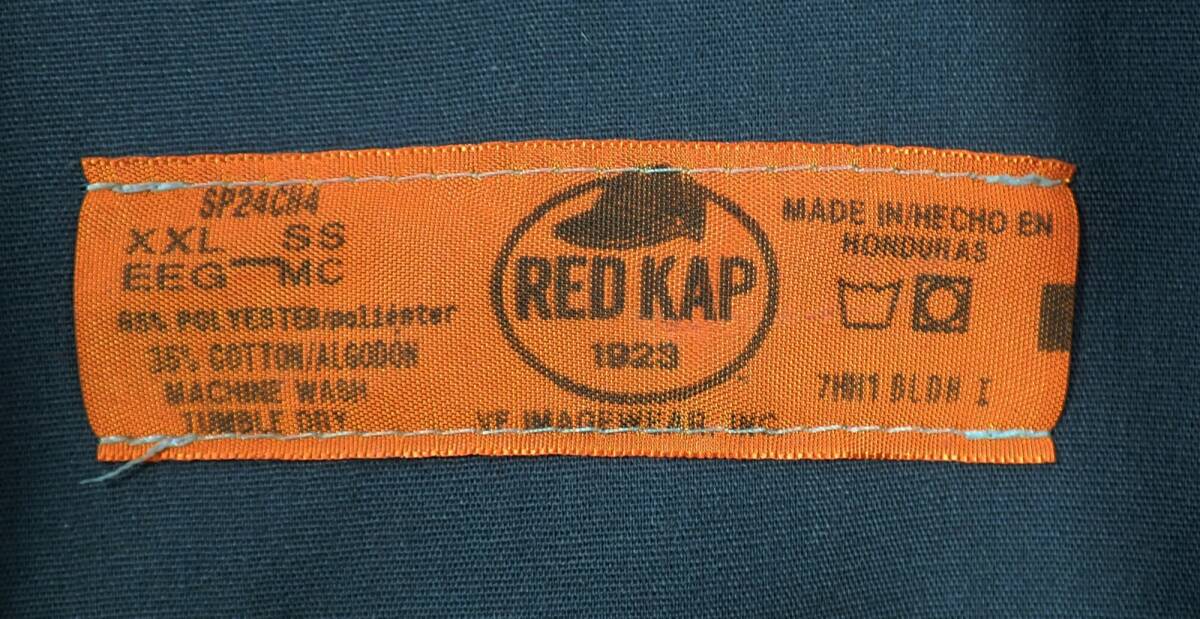 SP24CH4
XXL SS
EEG MC
65% POLYESTER/poliéster
35% COTTON/ALGODON
MACHINE WASH
TUMBLE DRY
RED KAP
1923
VF IMAGEWEAR, INC
MADE IN/HECHO EN
HONDURAS